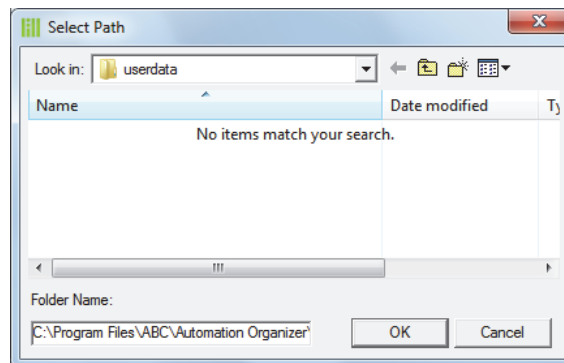 Select Path
Look in: userdata
Name Date modified Ty
No items match your search.
Folder Name:
C:\Program Files\ABC\Automation Organizer\
OK Cancel